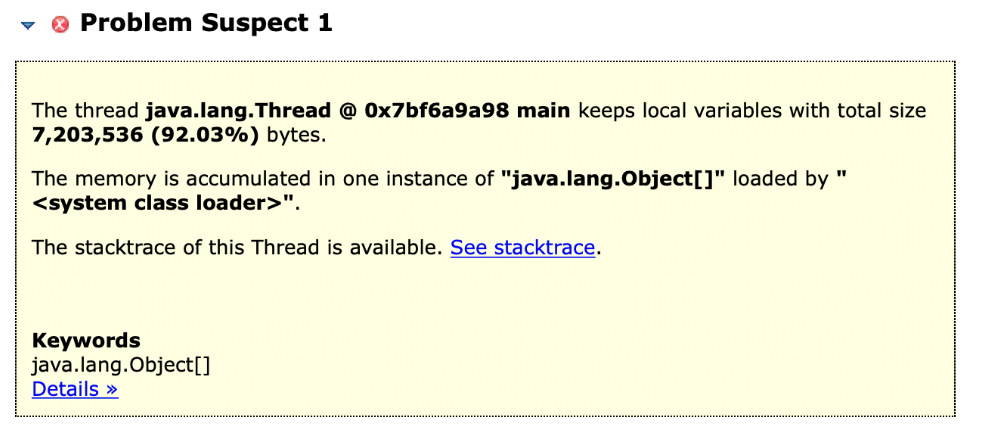 Problem Suspect 1
The thread java.lang.Thread @ 0x7bf6a9a98 main keeps local variables with total size
7,203,536 (92.03%) bytes.
The memory is accumulated in one instance of "java.lang.Object[]" loaded by "
<system class loader>".
The stacktrace of this Thread is available. See stacktrace.
Keywords
java.lang.Object[]
Details »